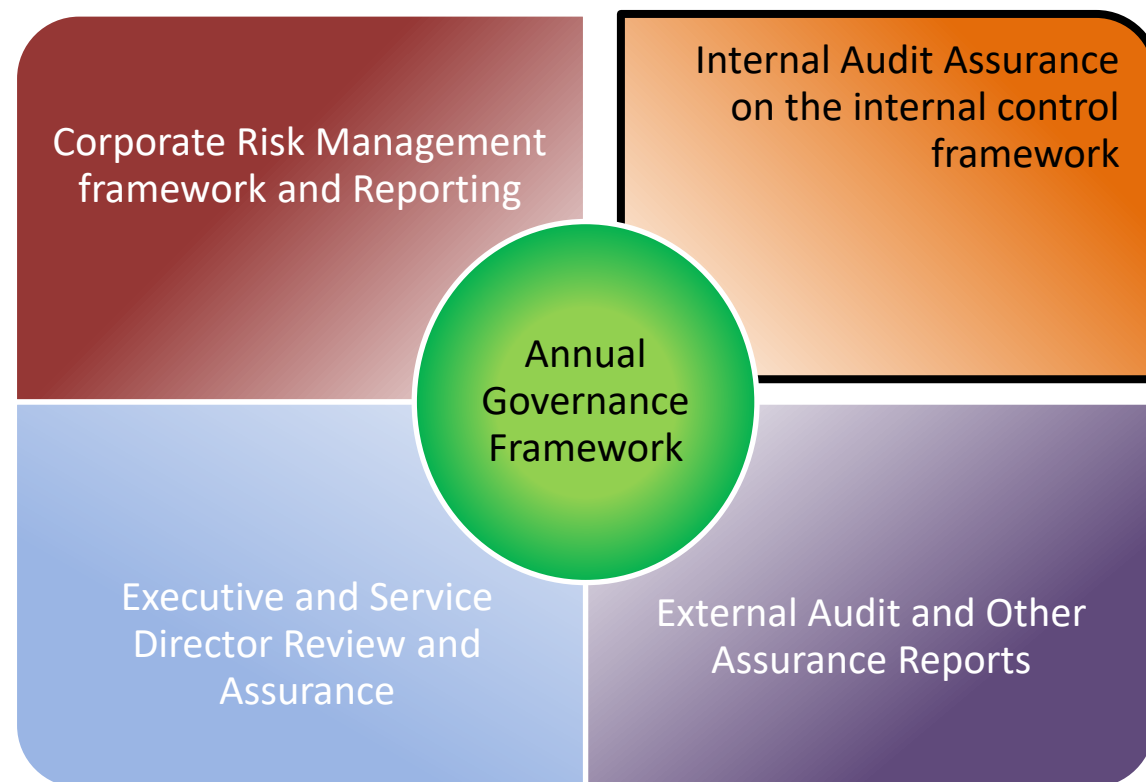 Corporate Risk Management
framework and Reporting
Internal Audit Assurance
on the internal control
framework
Annual
Governance
Framework
Executive and Service
Director Review and
Assurance
External Audit and Other
Assurance Reports